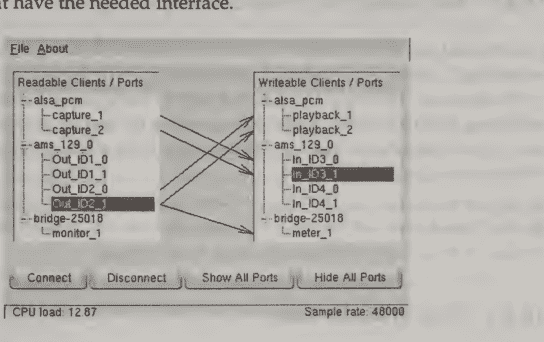 have the needed interface.
File About
Readable Clients / Ports
alsa_pcm
capture_1
capture_2
ams_129_0
Out_ID1_0
Out_ID1_1
Out_ID2_0
Out_ID2_1
bridge-25018
monitor_1
Writeable Clients / Ports
alsa_pcm
playback_1
playback_2
ams_129_0
In_ID3_0
In_ID3_1
In_ID4_0
In_ID4_1
bridge-25018
meter_1
Connect Disconnect Show All Ports Hide All Ports
CPU load: 12.87 Sample rate: 48000